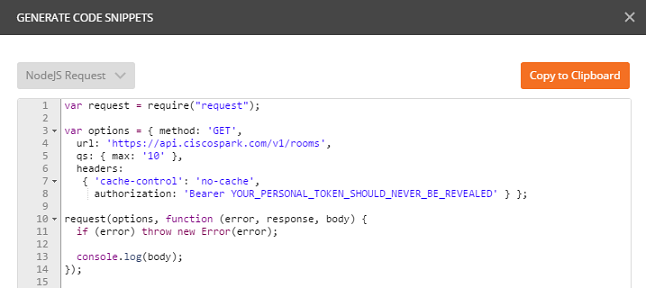 GENERATE CODE SNIPPETS
NodeJS Request
Copy to Clipboard
1 var request = require("request");
2
3 var options = { method: 'GET',
4   url: 'https://api.ciscospark.com/v1/rooms',
5   qs: { max: '10' },
6   headers:
7    { 'cache-control': 'no-cache',
8      authorization: 'Bearer YOUR_PERSONAL_TOKEN_SHOULD_NEVER_BE_REVEALED' } };
9
10 request(options, function (error, response, body) {
11   if (error) throw new Error(error);
12
13   console.log(body);
14 });
15